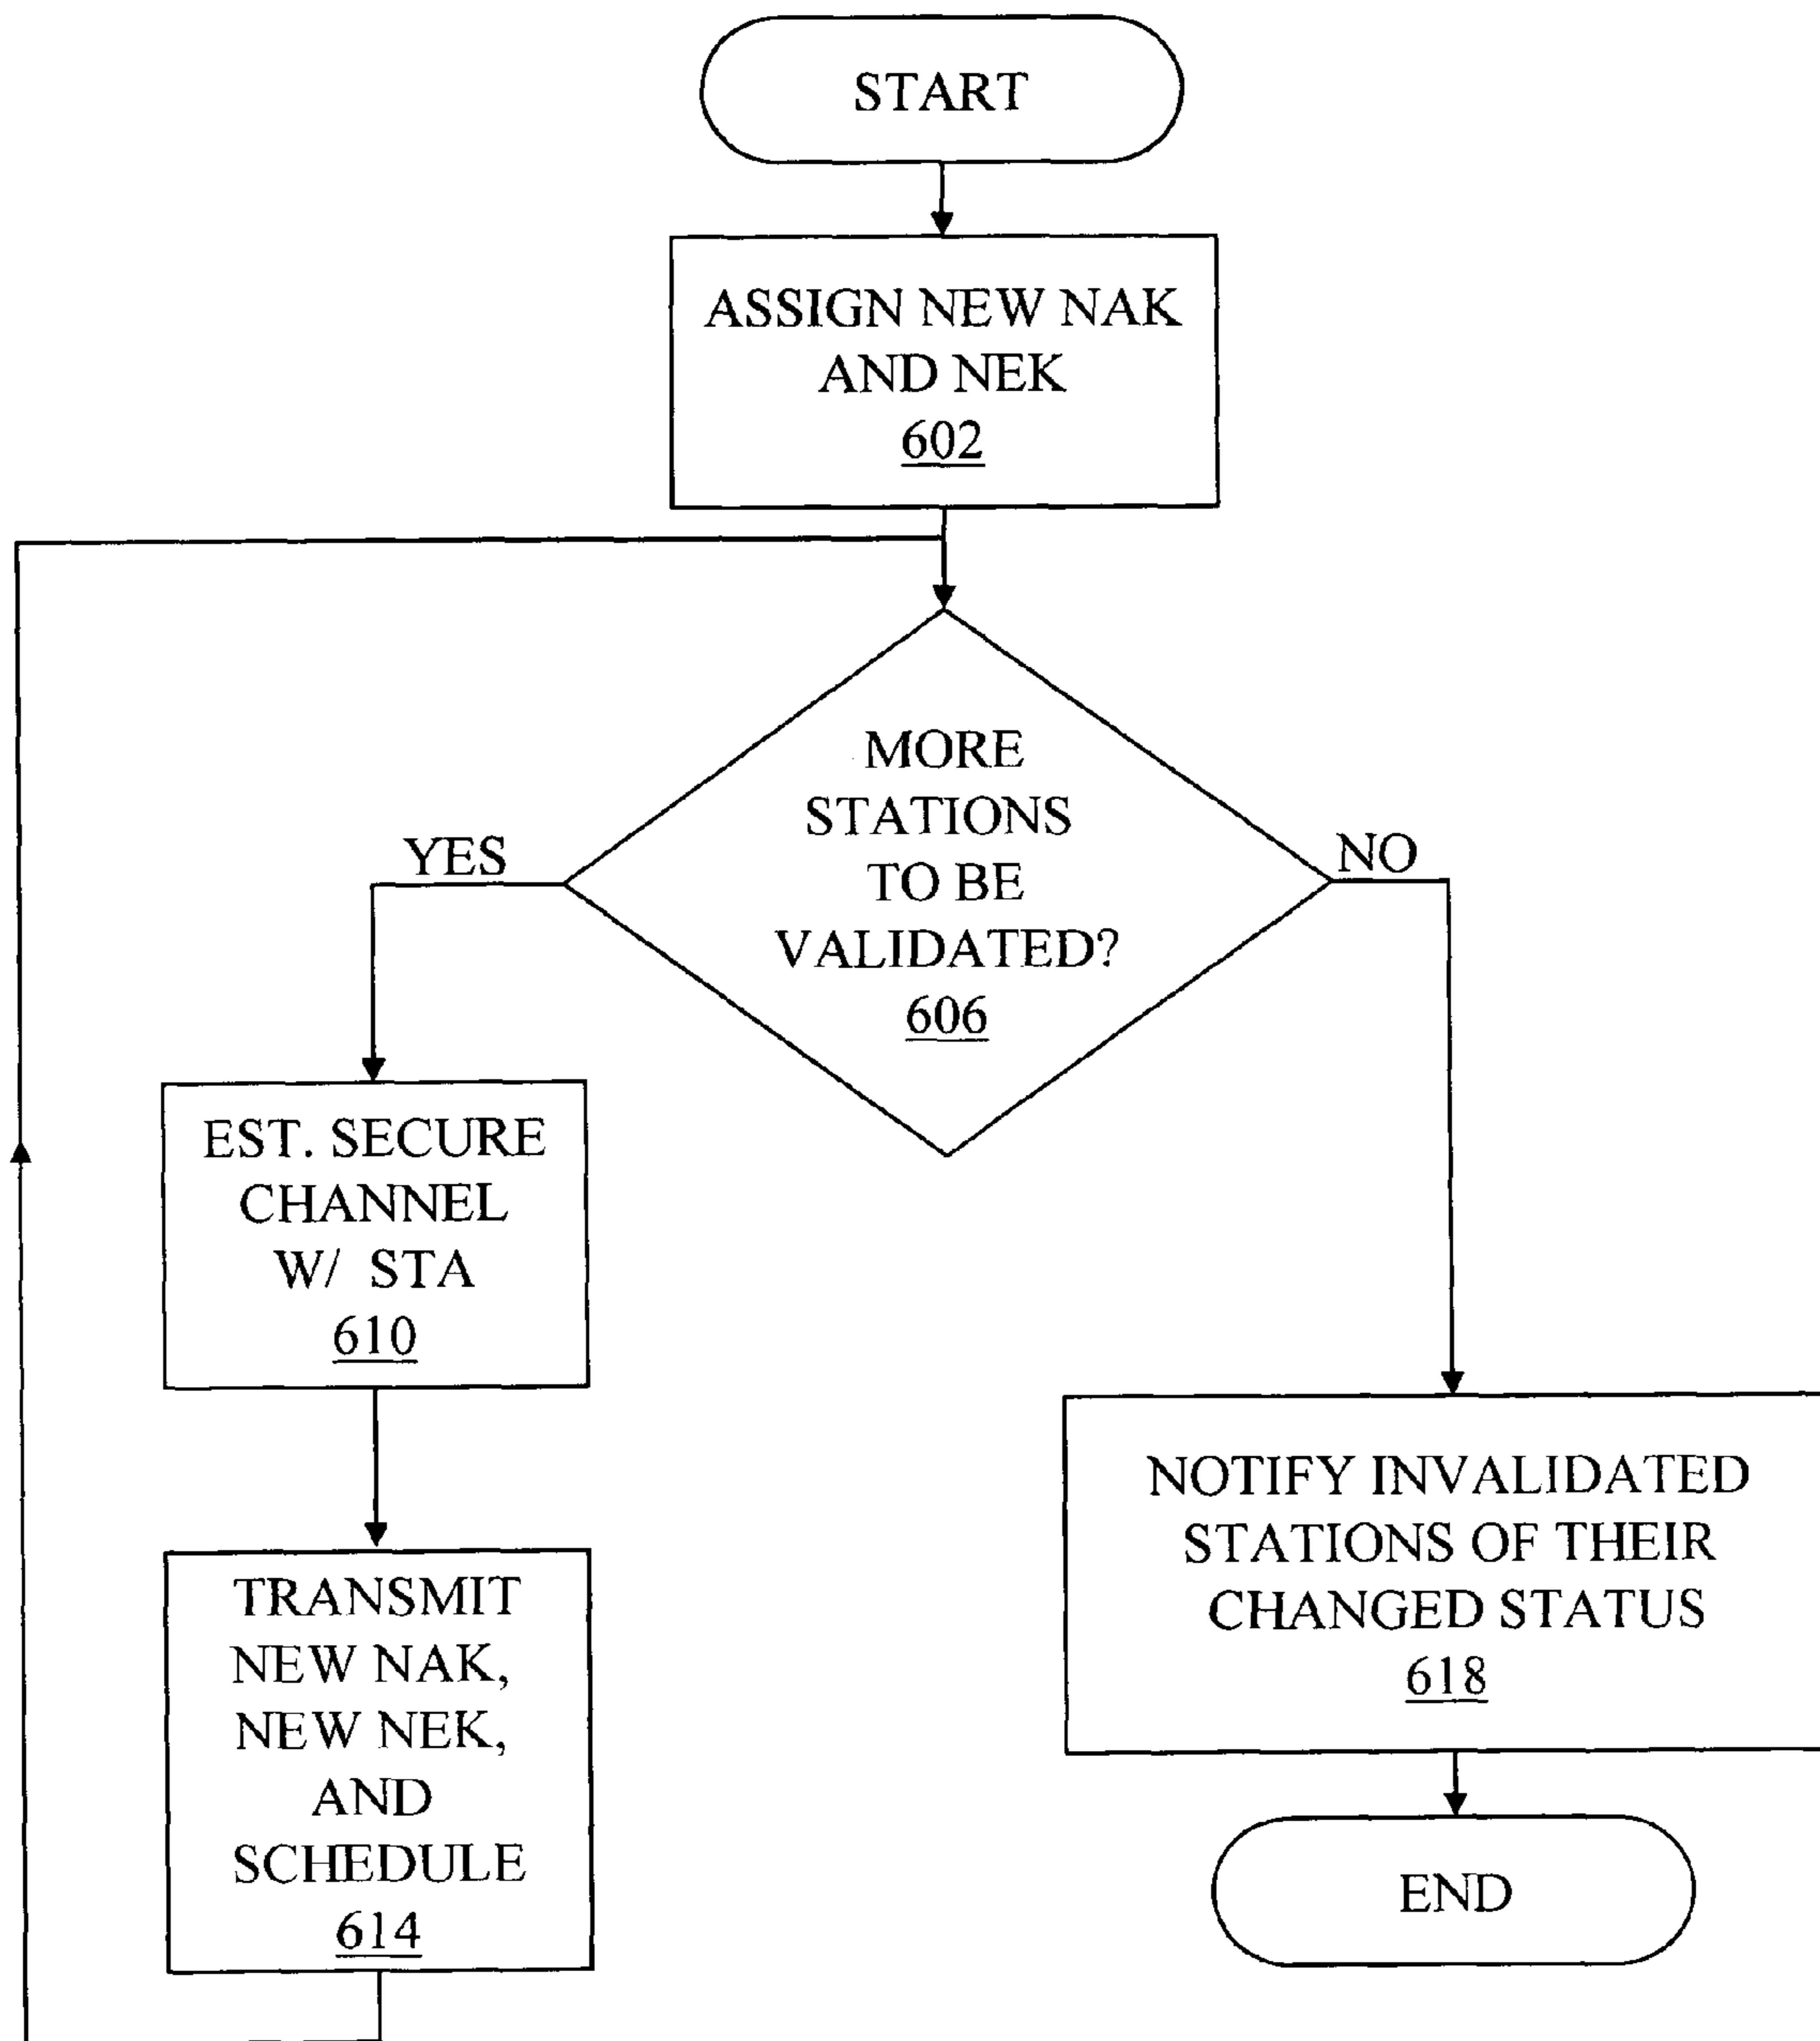 START
ASSIGN NEW NAK
AND NEK
602
MORE
STATIONS
TO BE
VALIDATED?
606
YES
NO
EST. SECURE
CHANNEL
W/ STA
610
TRANSMIT
NEW NAK,
NEW NEK,
AND
SCHEDULE
614
NOTIFY INVALIDATED
STATIONS OF THEIR
CHANGED STATUS
618
END